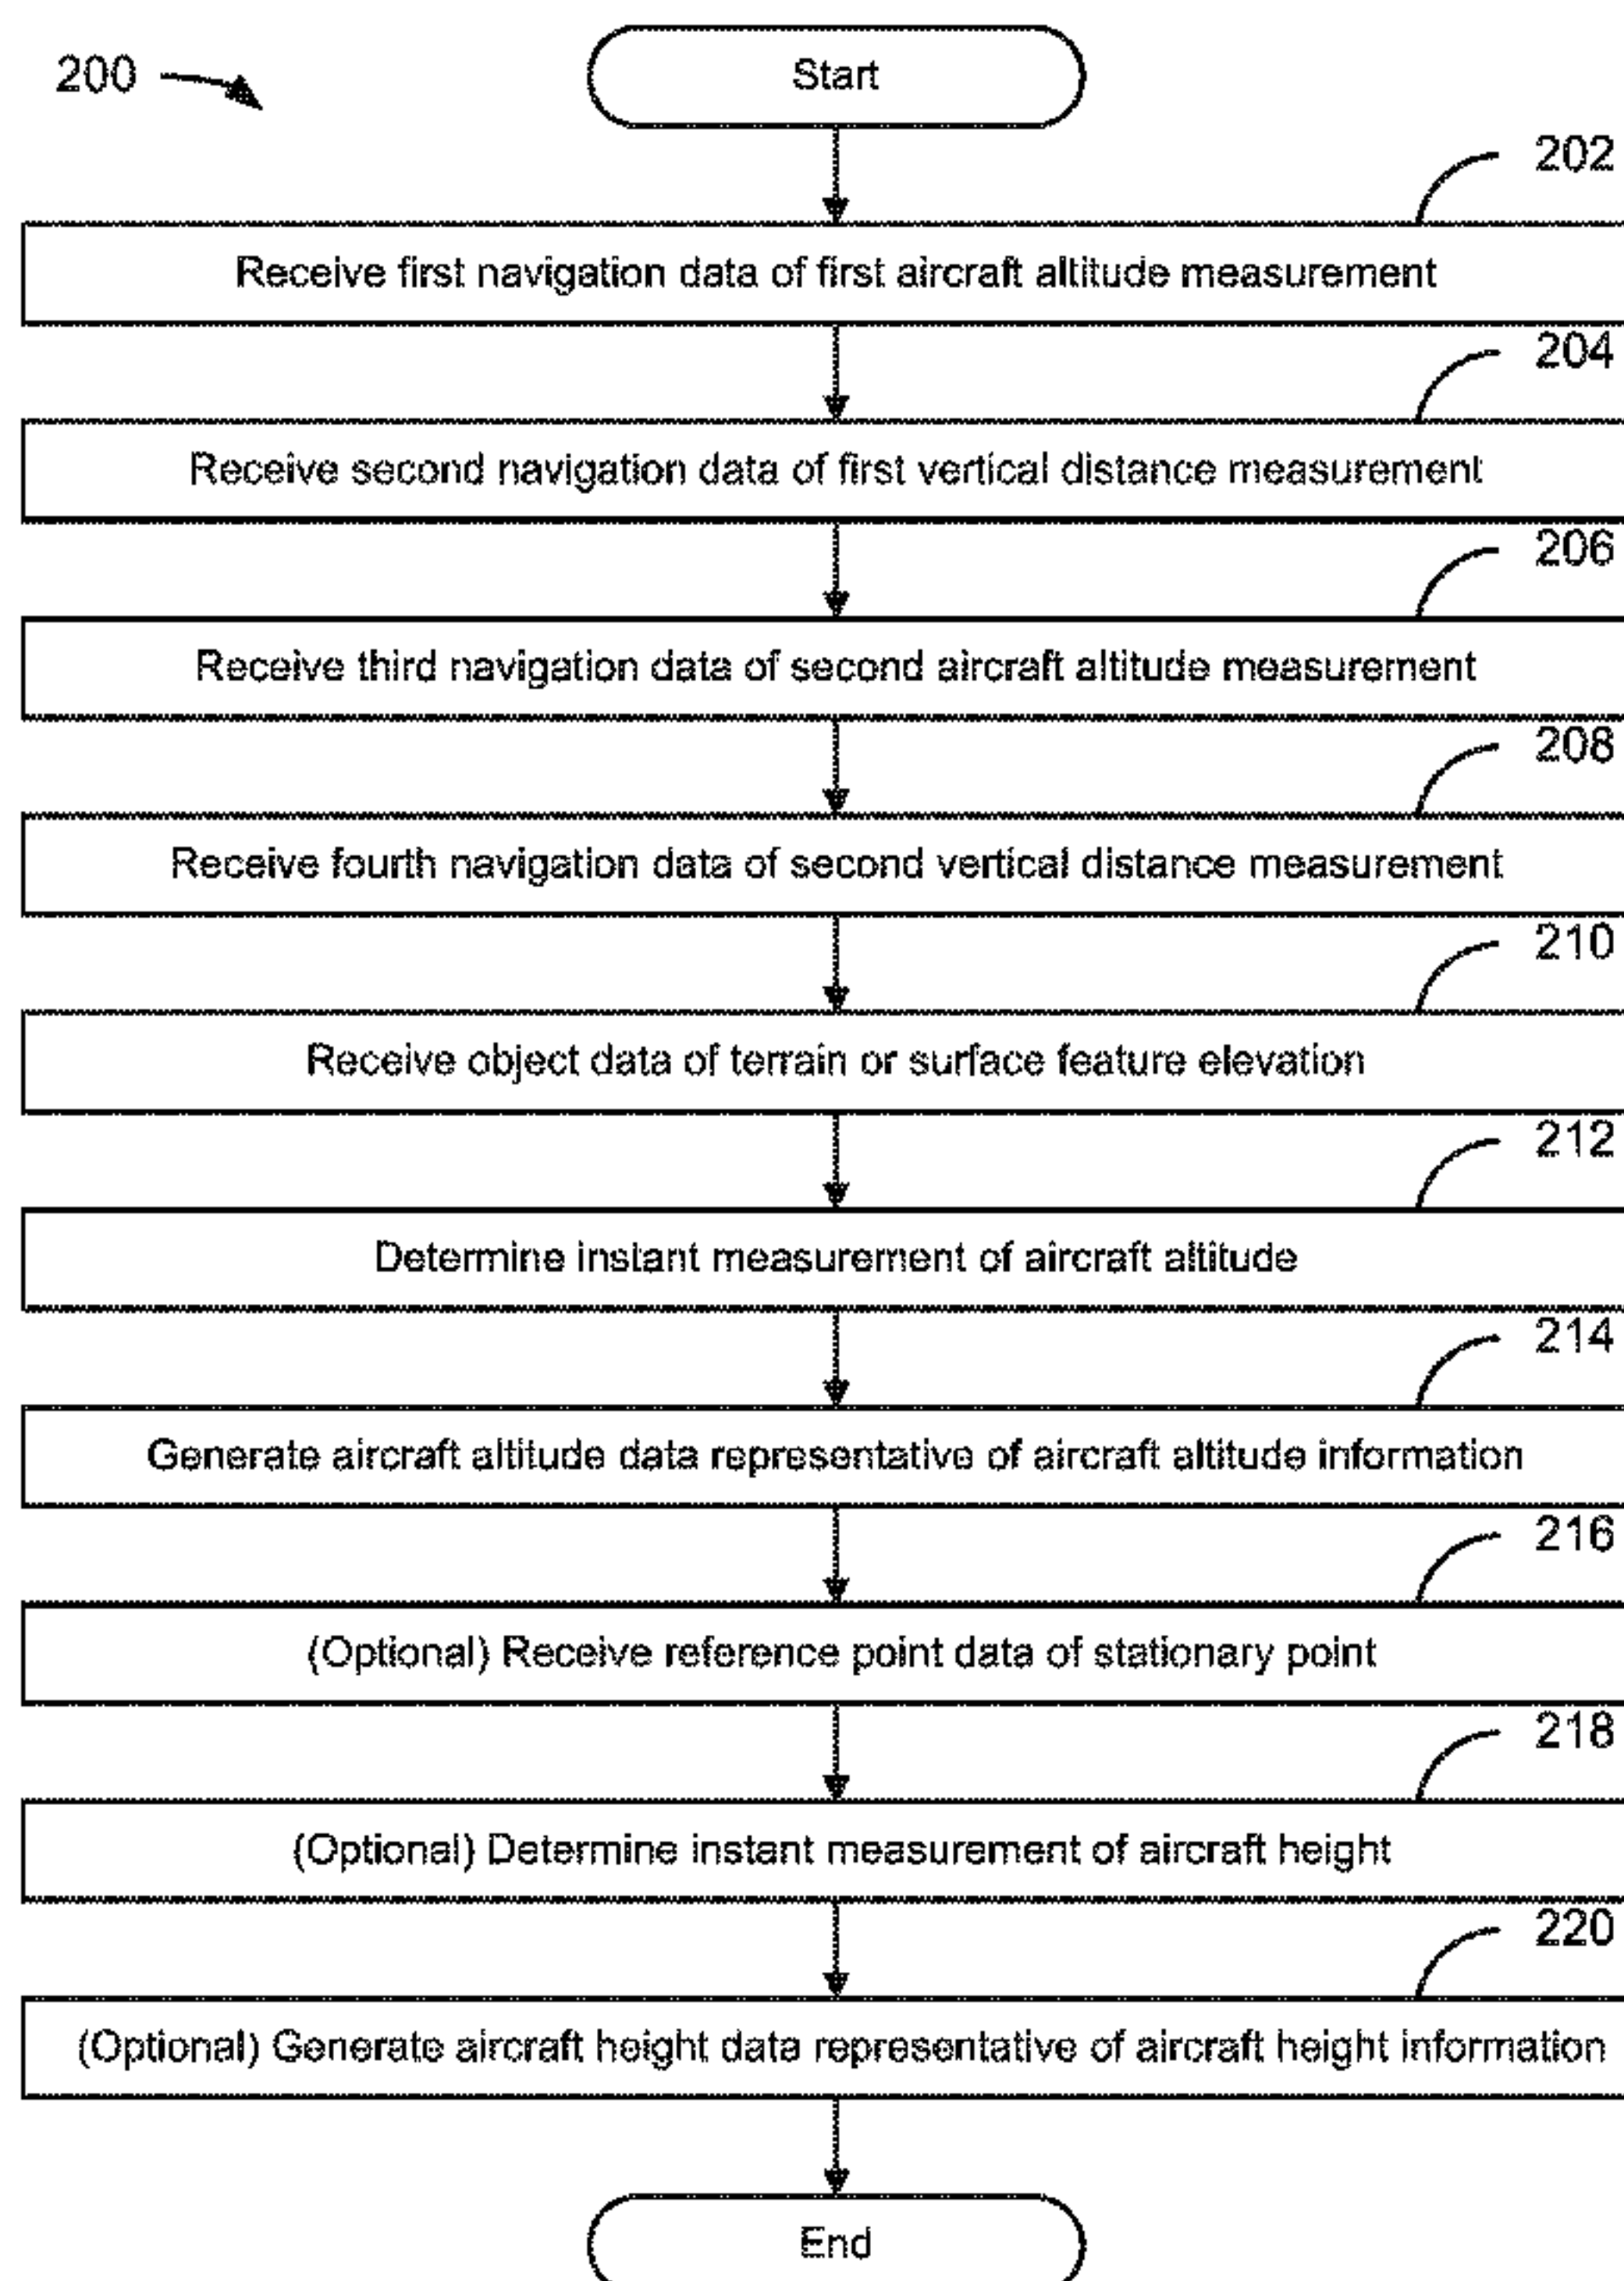 200
Start
202
Receive first navigation data of first aircraft altitude measurement
204
Receive second navigation data of first vertical distance measurement
206
Receive third navigation data of second aircraft altitude measurement
208
Receive fourth navigation data of second vertical distance measurement
210
Receive object data of terrain or surface feature elevation
212
Determine instant measurement of aircraft altitude
214
Generate aircraft altitude data representative of aircraft altitude information
216
(Optional) Receive reference point data of stationary point
218
(Optional) Determine instant measurement of aircraft height
220
(Optional) Generate aircraft height data representative of aircraft height information
End